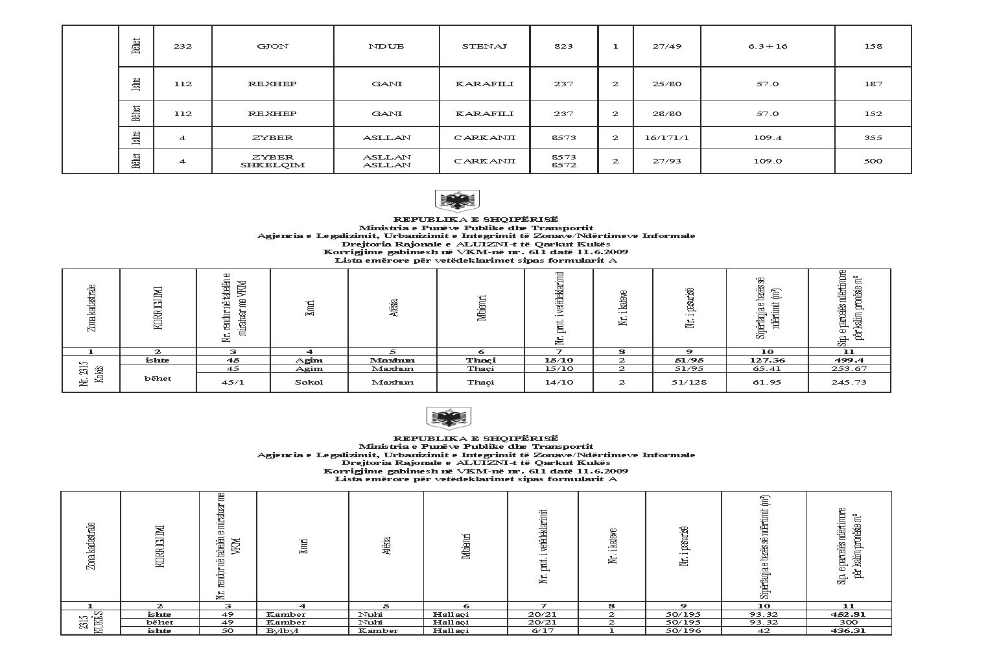 Bëhet 232 GJON NDUE STENAJ 823 1 27/49 6.3+16 158
Ishte 112 REXHEP GANI KARAFILI 237 2 25/80 57.0 187
Bëhet 112 REXHEP GANI KARAFILI 237 2 28/80 57.0 152
Ishte 4 ZYBER ASLLAN CARKANJI 8573 2 16/171/1 109.4 355
Bëhet 4 ZYBER SHKELQIM ASLLAN ASLLAN CARKANJI 8573 8572 2 27/93 109.0 500
REPUBLIKA E SHQIPËRISË
Ministria e Punëve Publike dhe Transportit
Agjencia e Legalizimit, Urbanizimit e Integrimit të Zonave/Ndërtimeve Informale
Drejtoria Rajonale e ALUIZNI-t të Qarkut Kukës
Korrigjime gabimesh në VKM-në nr. 611 datë 11.6.2009
Lista emërore për vetëdeklarimet sipas formularit A
Zona kadastrale
KORRIGJIMI
Nr. rendor në tabelën e
miratuar me VKM
Emri
Atësia
Mbiemri
Nr. prot. i vetëdeklarimit
Nr. i kateve
Nr. i pasurisë
Sipërfaqja e bazës së
ndërtimit (m²)
Sip. e parcelës ndërtimore
për kalim pronësie m²
1 2 3 4 5 6 7 8 9 10 11
Nr. 2315
Kukës
ishte 45 Agim Maxhun Thaçi 15/10 2 51/95 127.36 499.4
bëhet 45 Agim Maxhun Thaçi 15/10 2 51/95 65.41 253.67
45/1 Sokol Maxhun Thaçi 14/10 2 51/128 61.95 245.73
REPUBLIKA E SHQIPËRISË
Ministria e Punëve Publike dhe Transportit
Agjencia e Legalizimit, Urbanizimit e Integrimit të Zonave/Ndërtimeve Informale
Drejtoria Rajonale e ALUIZNI-t të Qarkut Kukës
Korrigjime gabimesh në VKM-në nr. 611 datë 11.6.2009
Lista emërore për vetëdeklarimet sipas formularit A
Zona kadastrale
KORRIGJIMI
Nr. rendor në tabelën e miratuar me
VKM
Emri
Atësia
Mbiemri
Nr. prot. i vetëdeklarimit
Nr. i kateve
Nr. i pasurisë
Sipërfaqja e bazës së ndërtimit (m²)
Sip. e parcelës ndërtimore
për kalim pronësie m²
1 2 3 4 5 6 7 8 9 10 11
2315
KUKËS
ishte 49 Kamber Nuhi Hallaçi 20/21 2 50/195 93.32 452.81
bëhet 49 Kamber Nuhi Hallaçi 20/21 2 50/195 93.32 300
ishte 50 Bylbyl Kamber Hallaçi 6/17 1 50/196 42 436.31